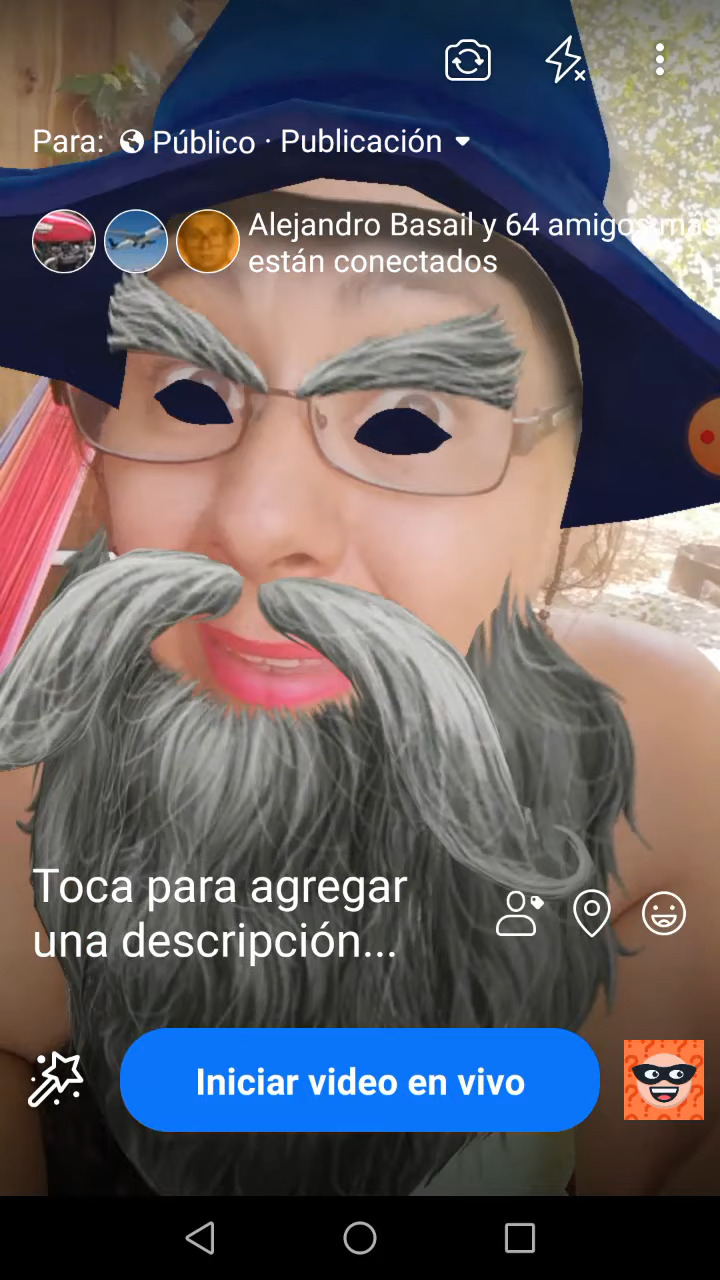 Para: Público · Publicación
Alejandro Basail y 64 amigos más
están conectados
Toca para agregar
una descripción...
Iniciar video en vivo